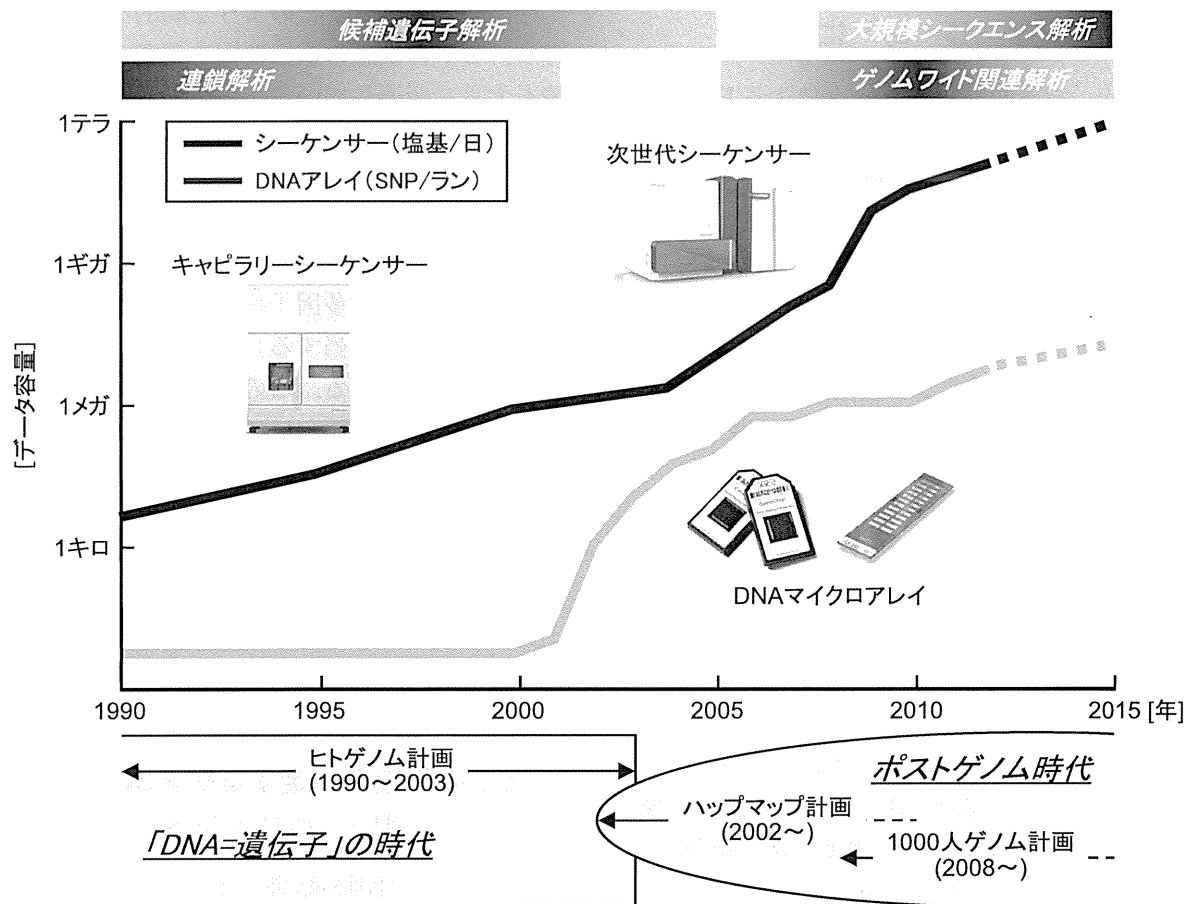 候補遺伝子解析
大規模シークエンス解析
連鎖解析
ゲノムワイド関連解析
1テラ
シーケンサー(塩基/日)
DNAアレイ(SNP/ラン)
次世代シーケンサー
1ギガ
キャピラリーシーケンサー
[データ容量]
1メガ
1キロ
DNAマイクロアレイ
1990
1995
2000
2005
2010
2015 [年]
ヒトゲノム計画
(1990～2003)
ポストゲノム時代
ハップマップ計画
(2002～)
「DNA=遺伝子」の時代
1000人ゲノム計画
(2008～)